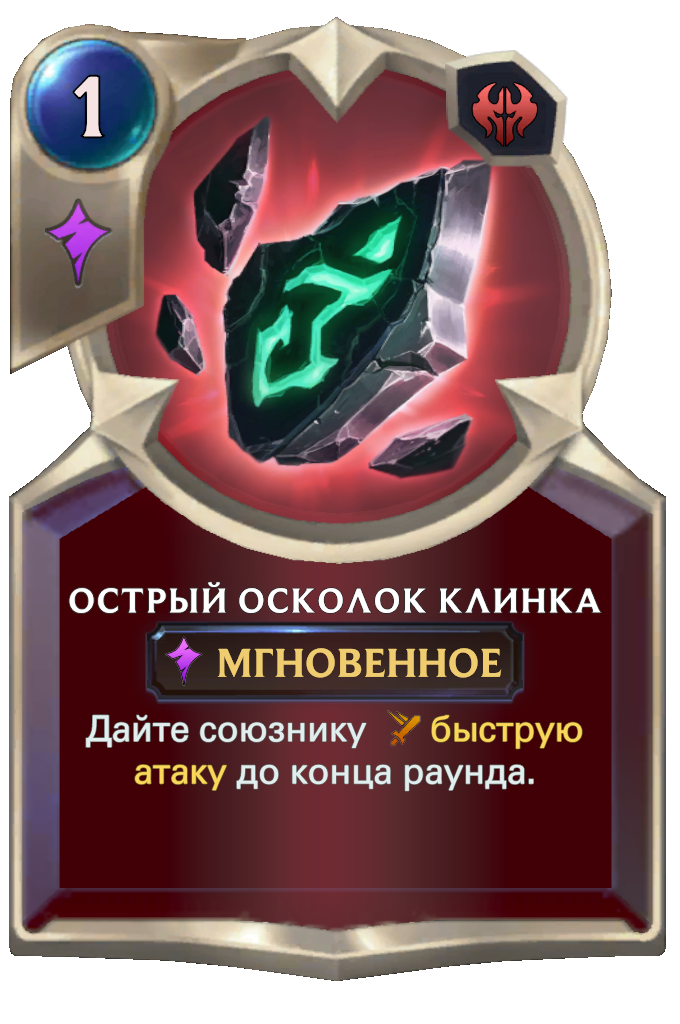 1
ОСТРЫЙ ОСКОЛОК КЛИНКА
МГНОВЕННОЕ
Дайте союзнику быструю
атаку до конца раунда.